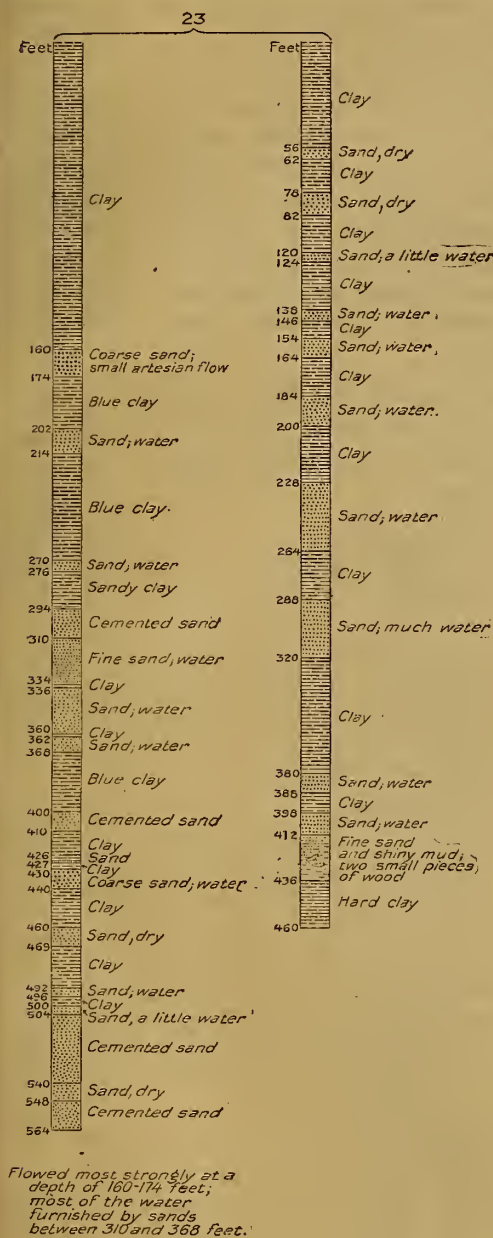 23
Feet
Clay
160
Coarse sand;
small artesian flow
174
Blue clay
202
Sand; water
214
Blue clay
270
Sand; water
276
Sandy clay
294
Cemented sand
310
Fine sand; water
334
Clay
336
Sand; water
360
Clay
362
Sand; water
368
Blue clay
400
Cemented sand
410
Clay
426
Sand
427
Clay
430
Coarse sand; water
440
Clay
460
Sand, dry
469
Clay
492
Sand; water
496
Clay
500
Sand, a little water
504
Cemented sand
540
Sand, dry
548
Cemented sand
564
Flowed most strongly at a
depth of 160-174 feet;
most of the water
furnished by sands
between 310 and 368 feet.
Feet
Clay
56
Sand, dry
62
Clay
78
Sand, dry
82
Clay
120
Sand; a little water
124
Clay
138
Sand; water
146
Clay
154
Sand; water
164
Clay
184
Sand; water
200
Clay
228
Sand; water
264
Clay
288
Sand; much water
320
Clay
380
Sand; water
386
Clay
398
Sand; water
412
Fine sand
and shiny mud;
two small pieces
of wood
436
Hard clay
460